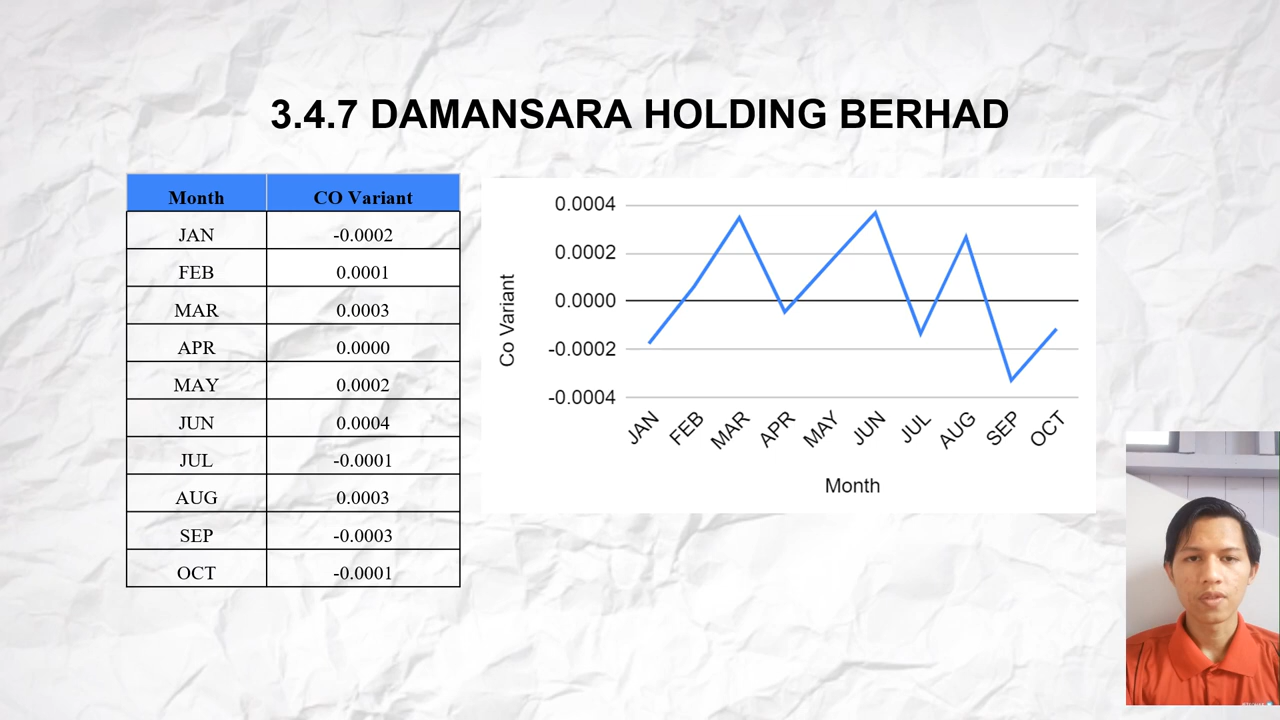 3.4.7 DAMANSARA HOLDING BERHAD
Month CO Variant
JAN -0.0002
FEB 0.0001
MAR 0.0003
APR 0.0000
MAY 0.0002
JUN 0.0004
JUL -0.0001
AUG 0.0003
SEP -0.0003
OCT -0.0001
Co Variant
0.0004
0.0002
0.0000
-0.0002
-0.0004
JAN FEB MAR APR MAY JUN JUL AUG SEP OCT
Month